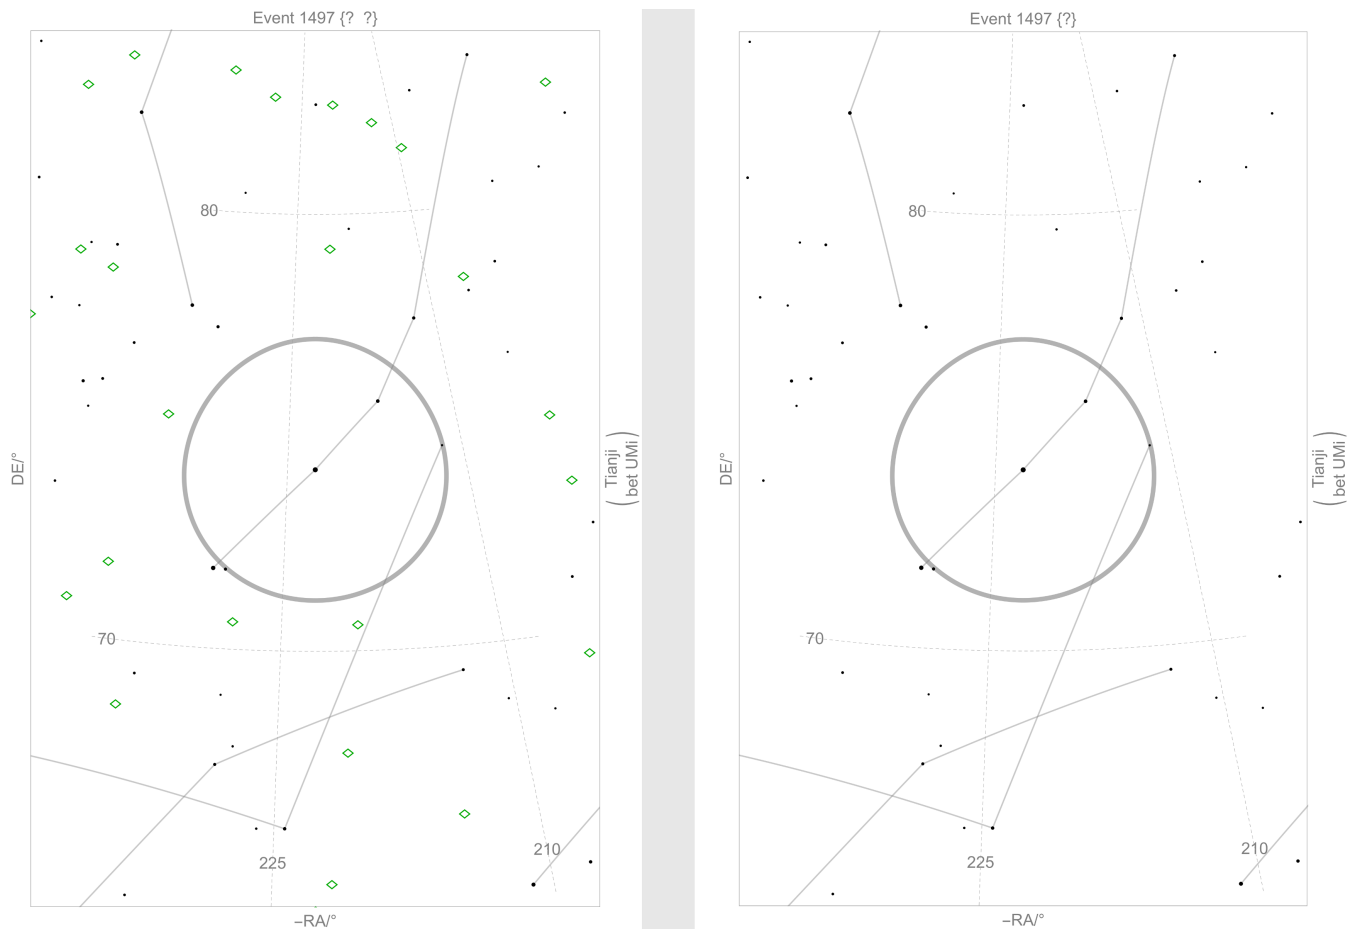 Event 1497 {?  ?}
80
DE/°
70
225
210
(Tianji
bet UMi)
–RA/°
Event 1497 {?}
80
DE/°
70
225
210
(Tianji
bet UMi)
–RA/°